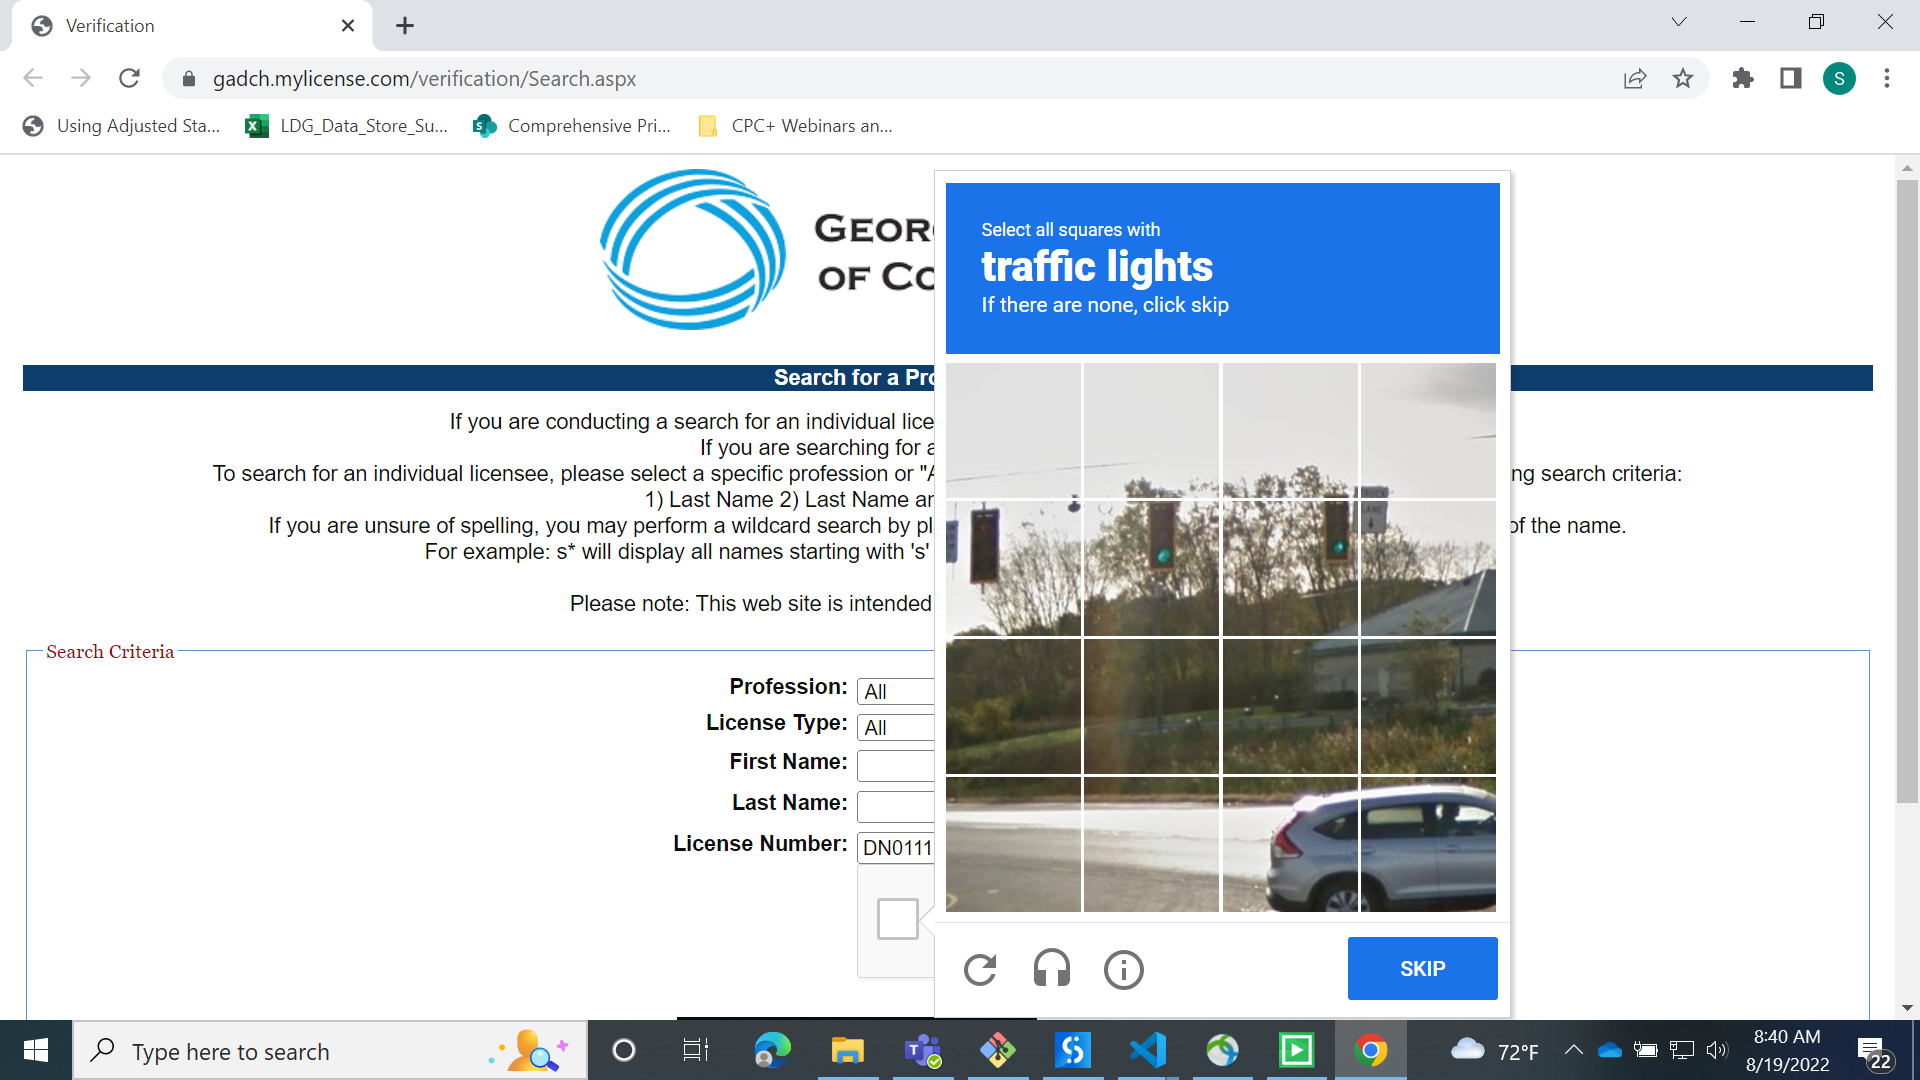 Verification
gadch.mylicense.com/verification/Search.aspx
S
Using Adjusted Sta...
LDG_Data_Store_Su...
Comprehensive Pri...
CPC+ Webinars an...
GEOR
OF CO
Select all squares with
traffic lights
If there are none, click skip
Search for a Pro
If you are conducting a search for an individual lice
If you are searching for a
To search for an individual licensee, please select a specific profession or "A
ng search criteria:
1) Last Name 2) Last Name an
If you are unsure of spelling, you may perform a wildcard search by pl
of the name.
For example: s* will display all names starting with 's'
Please note: This web site is intended
Search Criteria
Profession: All
License Type: All
First Name:
Last Name:
License Number: DN0111
LANE
SKIP
Type here to search
72°F
8:40 AM
8/19/2022
22